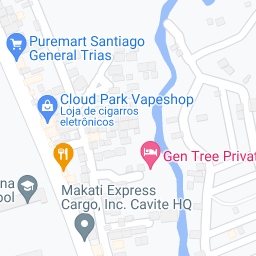 Puremart Santiago
General Trias
Cloud Park Vapeshop
Loja de cigarros
eletrônicos
Gen Tree Privat
Makati Express
Cargo, Inc. Cavite HQ
na
ool